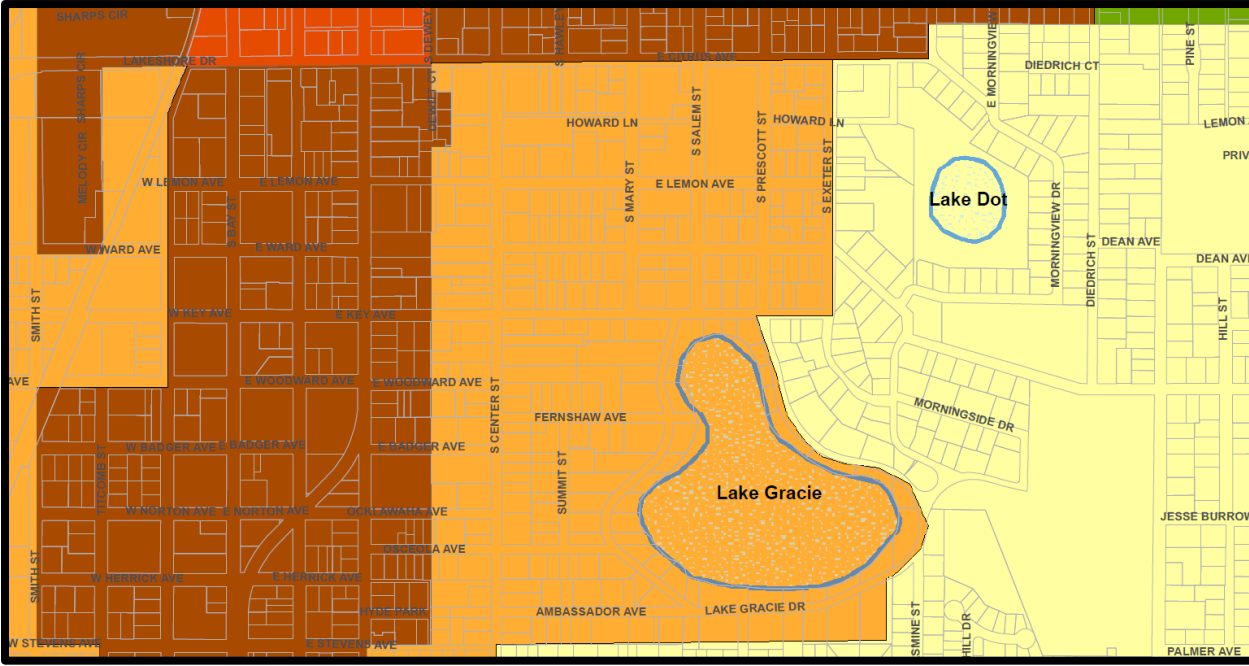 SHARPS CIR
S DEWEY
S HAWLEY
E CITRUS AVE
LAKESHORE DR
SHARPS CIR
DEWEY CT
E MORNINGVIEW
DIEDRICH CT
PINE ST
HOWARD LN
S SALEM ST
S PRESCOTT ST
HOWARD LN
LEMON
PRIV
MELODY CIR
W LEMON AVE
E LEMON AVE
S MARY ST
E LEMON AVE
S EXETER ST
Lake Dot
MORNINGVIEW DR
S BAY ST
W WARD AVE
E WARD AVE
DIEDRICH ST
DEAN AVE
DEAN AVE
SMITH ST
W KEY AVE
E KEY AVE
HILL ST
AVE
E WOODWARD AVE
E WOODWARD AVE
S CENTER ST
FERNSHAW AVE
MORNINGSIDE DR
W BADGER AVE
E BADGER AVE
E BADGER AVE
TITCOMB ST
SUMMIT ST
Lake Gracie
W NORTON AVE
E NORTON AVE
OCKLAWAHA AVE
JESSE BURROW
OSCEOLA AVE
SMITH ST
W HERRICK AVE
E HERRICK AVE
HYDE PARK
AMBASSADOR AVE
LAKE GRACIE DR
SMINE ST
HILL DR
W STEVENS AVE
E STEVENS AVE
PALMER AVE